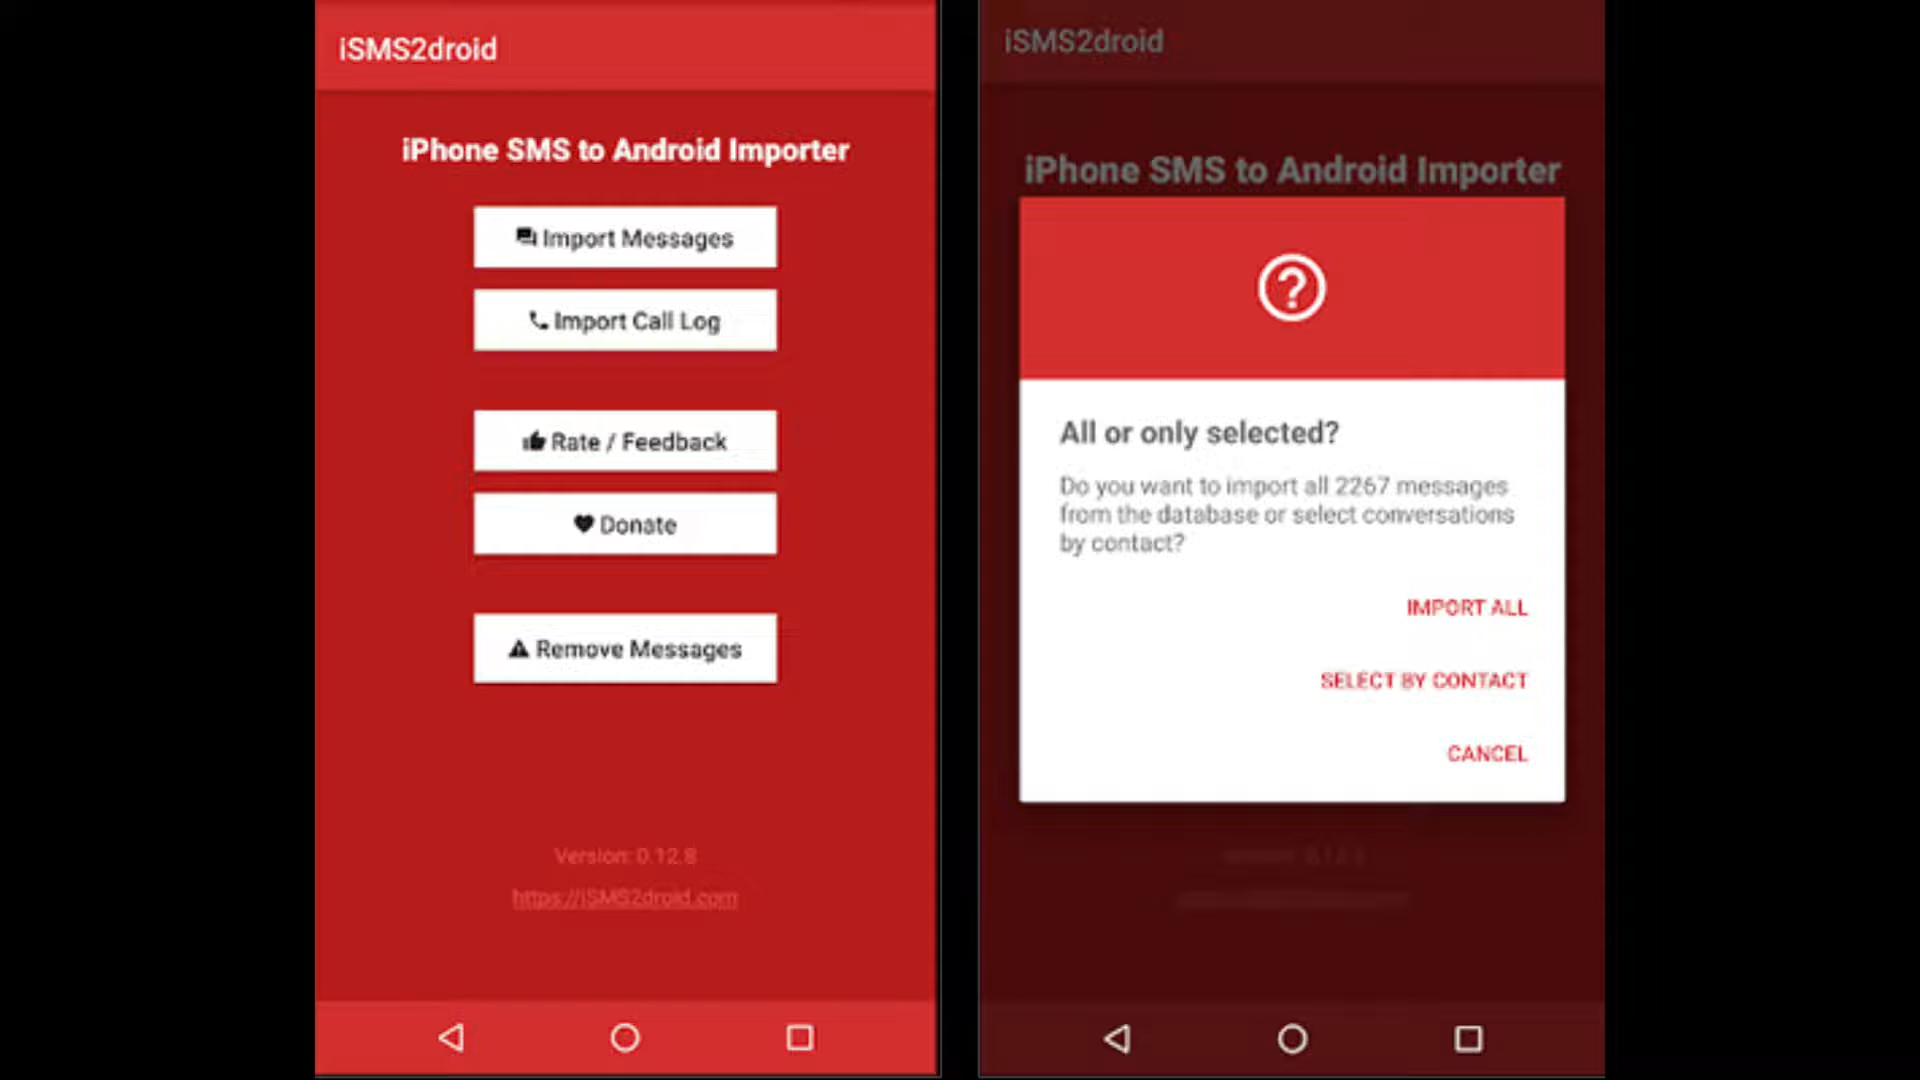 iSMS2droid
iPhone SMS to Android Importer
Import Messages
Import Call Log
Rate / Feedback
Donate
Remove Messages
Version: 0.12.8
https://iSMS2droid.com
iSMS2droid
iPhone SMS to Android Importer
All or only selected?
Do you want to import all 2267 messages
from the database or select conversations
by contact?
IMPORT ALL
SELECT BY CONTACT
CANCEL